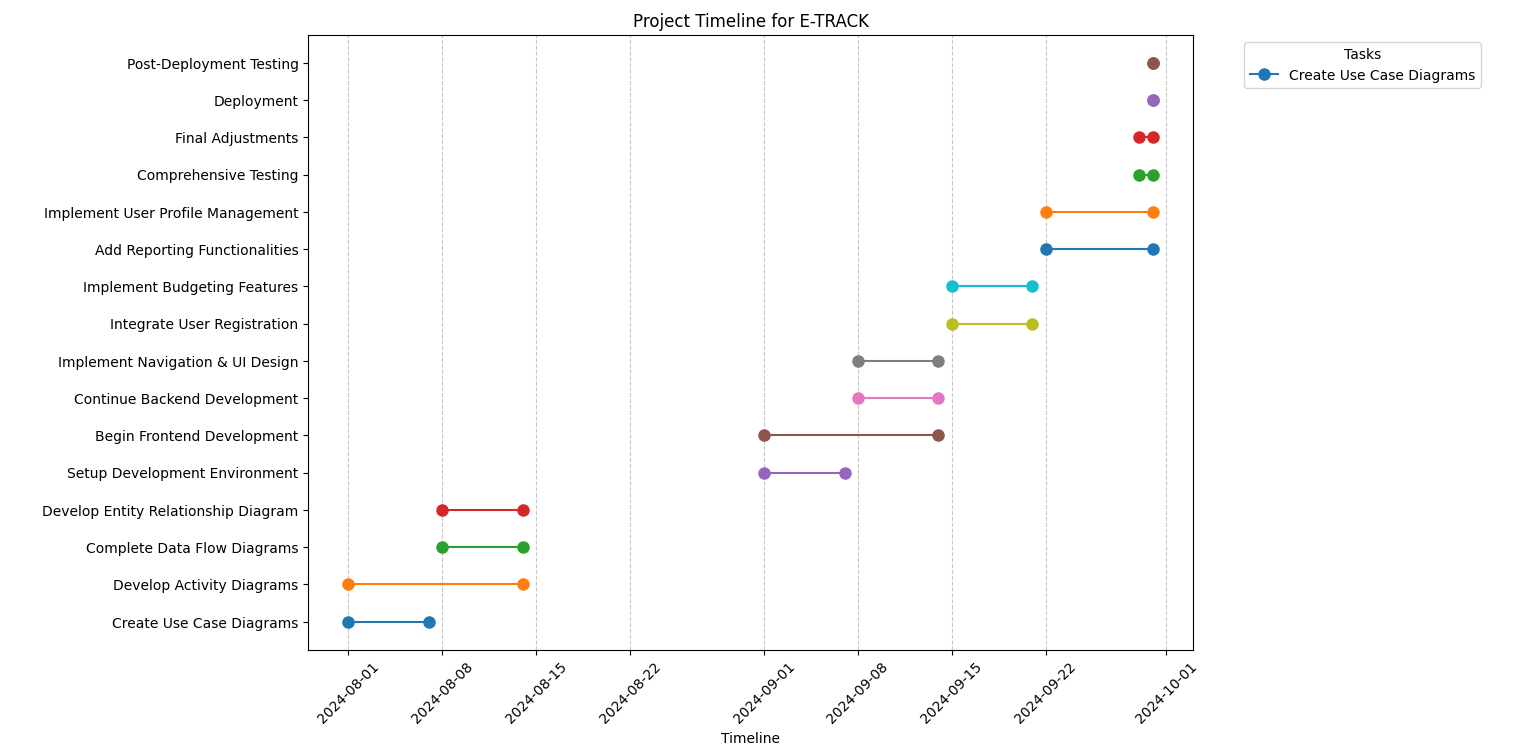 Project Timeline for E-TRACK
Post-Deployment Testing
Deployment
Final Adjustments
Comprehensive Testing
Implement User Profile Management
Add Reporting Functionalities
Implement Budgeting Features
Integrate User Registration
Implement Navigation & UI Design
Continue Backend Development
Begin Frontend Development
Setup Development Environment
Develop Entity Relationship Diagram
Complete Data Flow Diagrams
Develop Activity Diagrams
Create Use Case Diagrams
2024-08-01
2024-08-08
2024-08-15
2024-08-22
2024-09-01
2024-09-08
2024-09-15
2024-09-22
2024-10-01
Timeline
Tasks
Create Use Case Diagrams